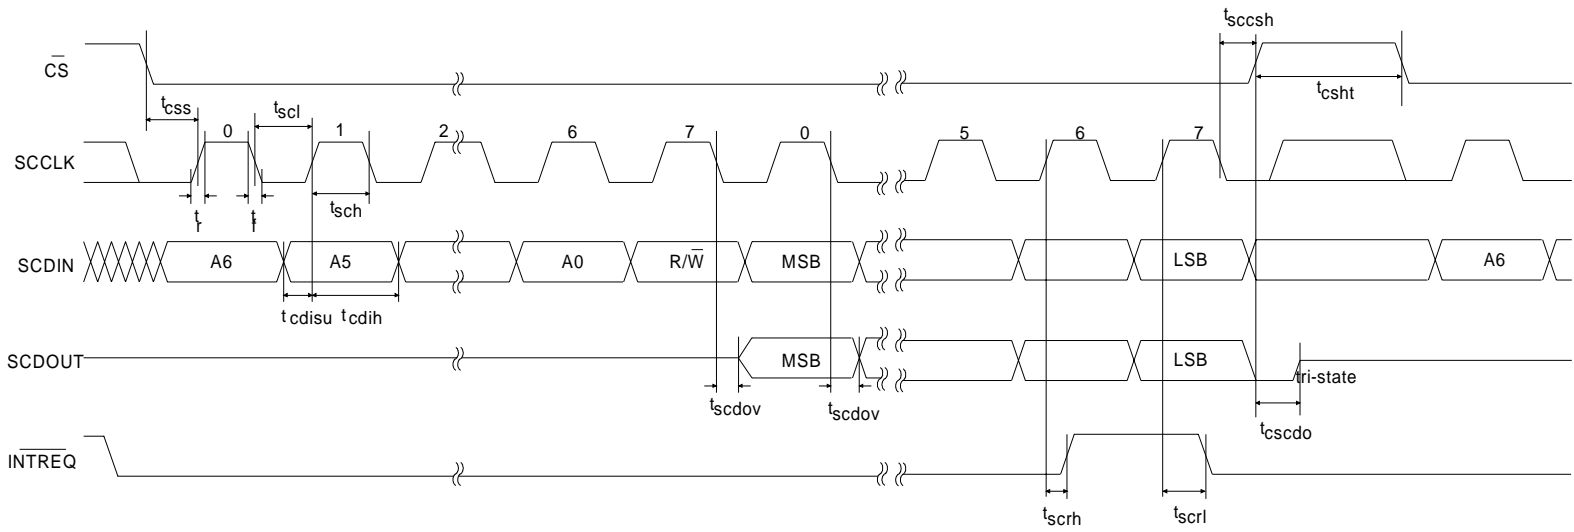 tsccsh
CS
tcss
tscl
tcsht
SCCLK
0 1 2 6 7 0 5 6 7
tr
tf
tsch
SCDIN
A6 A5 A0 R/W MSB LSB A6
tcdisu tcdih
SCDOUT
MSB LSB
tri-state
tscdov tscdov
tcscdo
INTREQ
tscrh
tscrl